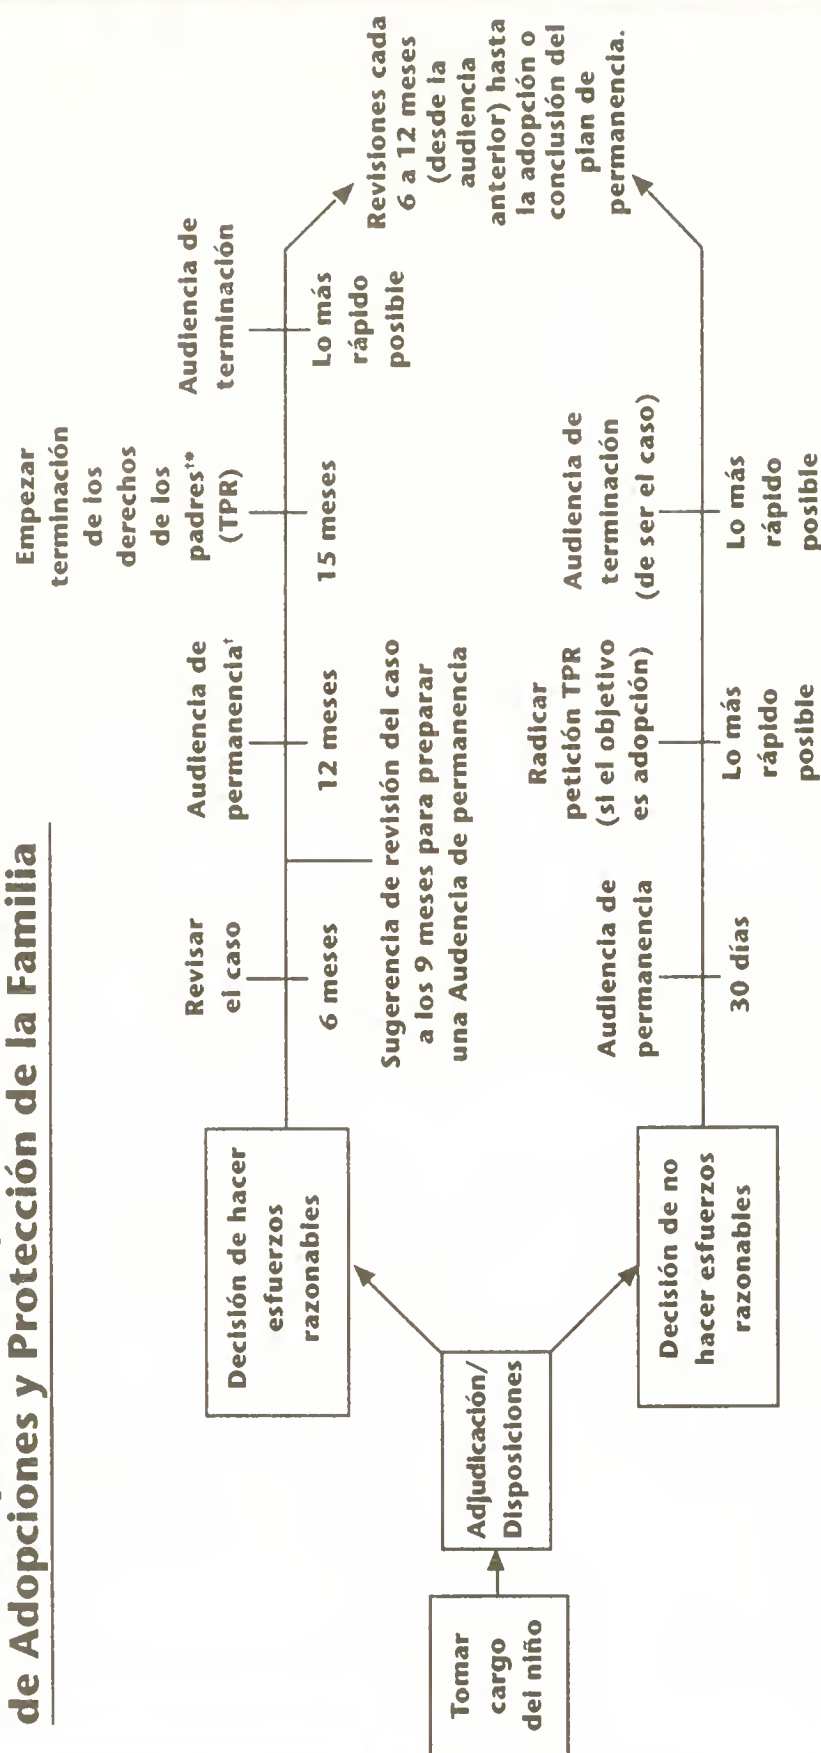 de Adopciones y Protección de la Familia
Tomar
cargo
del niño
Adjudicación/
Disposiciones
Decisión de hacer
esfuerzos
razonables
Revisar
el caso
6 meses
Sugerencia de revisión del caso
a los 9 meses para preparar
una Audencia de permanencia
Audiencia de
permanencia†
12 meses
Empezar
terminación
de los
derechos
de los
padres†*
(TPR)
15 meses
Audiencia de
terminación
Lo más
rápido
posible
Revisiones cada
6 a 12 meses
(desde la
audiencia
anterior) hasta
la adopción o
conclusión del
plan de
permanencia.
Decisión de no
hacer esfuerzos
razonables
Audiencia de
permanencia
30 días
Radicar
petición TPR
(si el objetivo
es adopción)
Lo más
rápido
posible
Audiencia de
terminación
(de ser el caso)
Lo más
rápido
posible